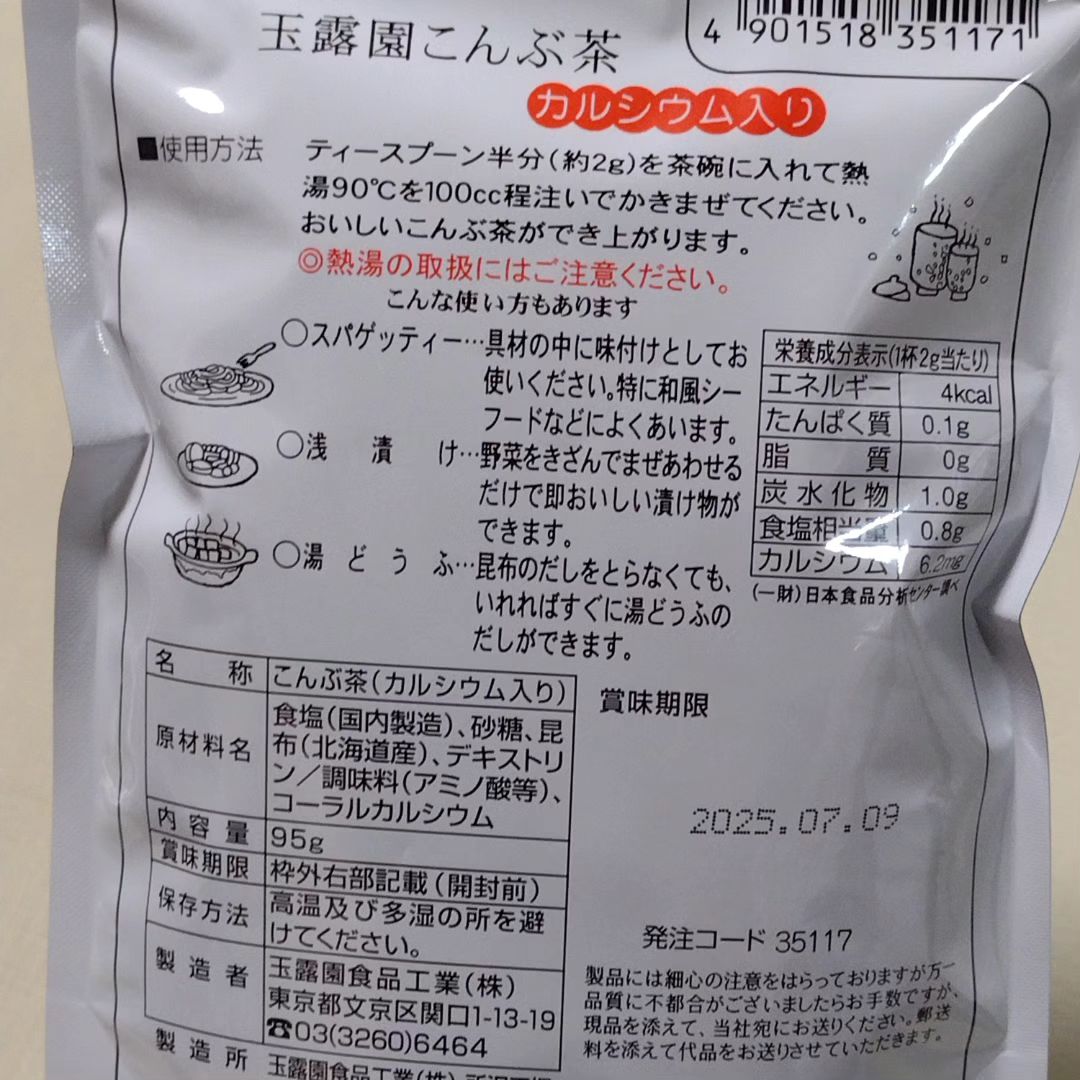 玉露園こんぶ茶
4 901518 351171
カルシウム入り
■使用方法
ティースプーン半分(約2g)を茶碗に入れて熱
湯90℃を100cc程注いでかきまぜてください。
おいしいこんぶ茶ができ上がります。
◎熱湯の取扱にはご注意ください。
こんな使い方もあります
○スパゲッティー…具材の中に味付けとしてお
使いください。特に和風シー
フードなどによくあいます。
○浅漬け…野菜をきざんでまぜあわせる
だけで即おいしい漬け物が
できます。
○湯どうふ…昆布のだしをとらなくても、
いれればすぐに湯どうふの
だしができます。
栄養成分表示(1杯2g当たり)
エネルギー 4kcal
たんぱく質 0.1g
脂質 0g
炭水化物 1.0g
食塩相当量 0.8g
カルシウム 6.2mg
(一財)日本食品分析センター調べ
名称 こんぶ茶(カルシウム入り)
原材料名 食塩(国内製造)、砂糖、昆
布(北海道産)、デキストリ
ン/調味料(アミノ酸等)、
コーラルカルシウム
内容量 95g
賞味期限 枠外右部記載(開封前)
保存方法 高温及び多湿の所を避
けてください。
製造者 玉露園食品工業(株)
東京都文京区関口1-13-19
☎03(3260)6464
製造所 玉露園食品工業(株)
賞味期限
2025.07.09
発注コード 35117
製品には細心の注意をはらっておりますが万一
品質に不都合がございましたらお手数ですが、
現品を添えて、当社宛にお送りください。郵送
料を添えて代品をお送りさせていただきます。